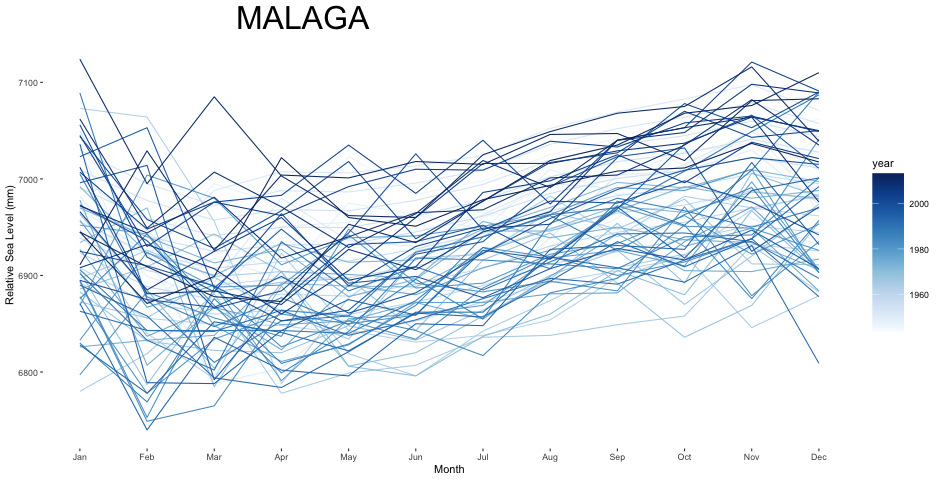 MALAGA
7100
7000
6900
6800
Relative Sea Level (mm)
Jan Feb Mar Apr May Jun Jul Aug Sep Oct Nov Dec
Month
year
2000
1980
1960